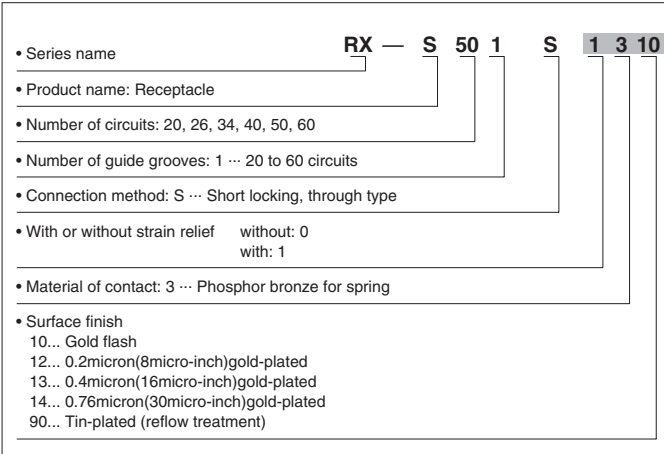 RX — S 50 1 S 1 3 10
• Series name
• Product name: Receptacle
• Number of circuits: 20, 26, 34, 40, 50, 60
• Number of guide grooves: 1 ··· 20 to 60 circuits
• Connection method: S ··· Short locking, through type
• With or without strain relief without: 0
with: 1
• Material of contact: 3 ··· Phosphor bronze for spring
• Surface finish
10... Gold flash
12... 0.2micron(8micro-inch)gold-plated
13... 0.4micron(16micro-inch)gold-plated
14... 0.76micron(30micro-inch)gold-plated
90... Tin-plated (reflow treatment)